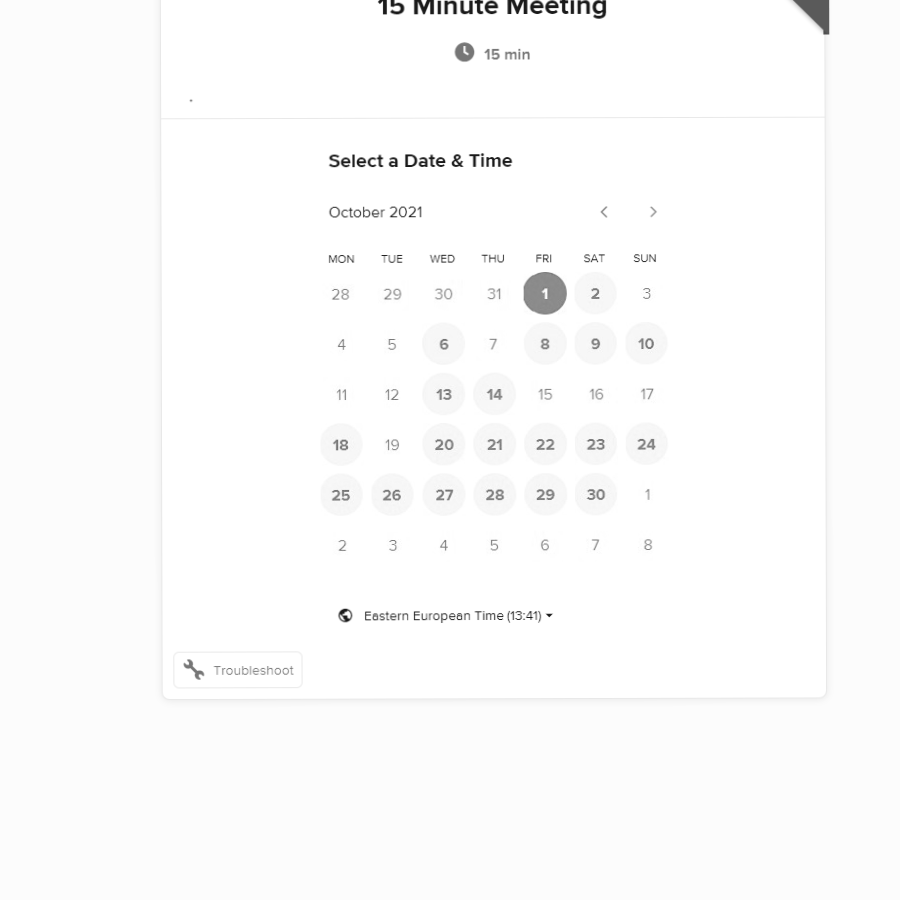 15 Minute Meeting
15 min
.
Select a Date & Time
October 2021
MON TUE WED THU FRI SAT SUN
28 29 30 31 1 2 3
4 5 6 7 8 9 10
11 12 13 14 15 16 17
18 19 20 21 22 23 24
25 26 27 28 29 30 1
2 3 4 5 6 7 8
Eastern European Time (13:41)
Troubleshoot